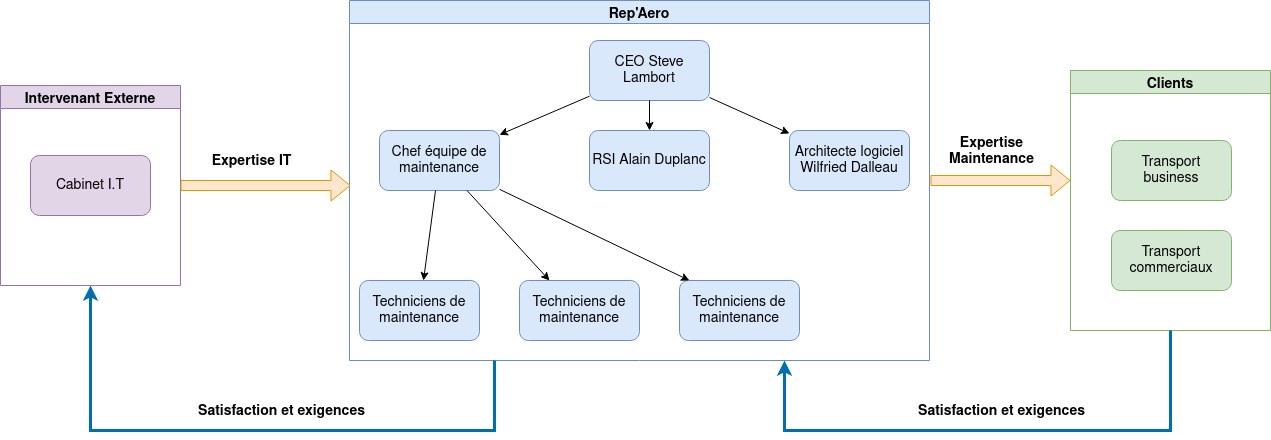 Rep'Aero
CEO Steve
Lambort
Intervenant Externe
Clients
Cabinet I.T
Expertise IT
Chef équipe de
maintenance
RSI Alain Duplanc
Architecte logiciel
Wilfried Dalleau
Expertise
Maintenance
Transport
business
Transport
commerciaux
Techniciens de
maintenance
Techniciens de
maintenance
Techniciens de
maintenance
Satisfaction et exigences
Satisfaction et exigences